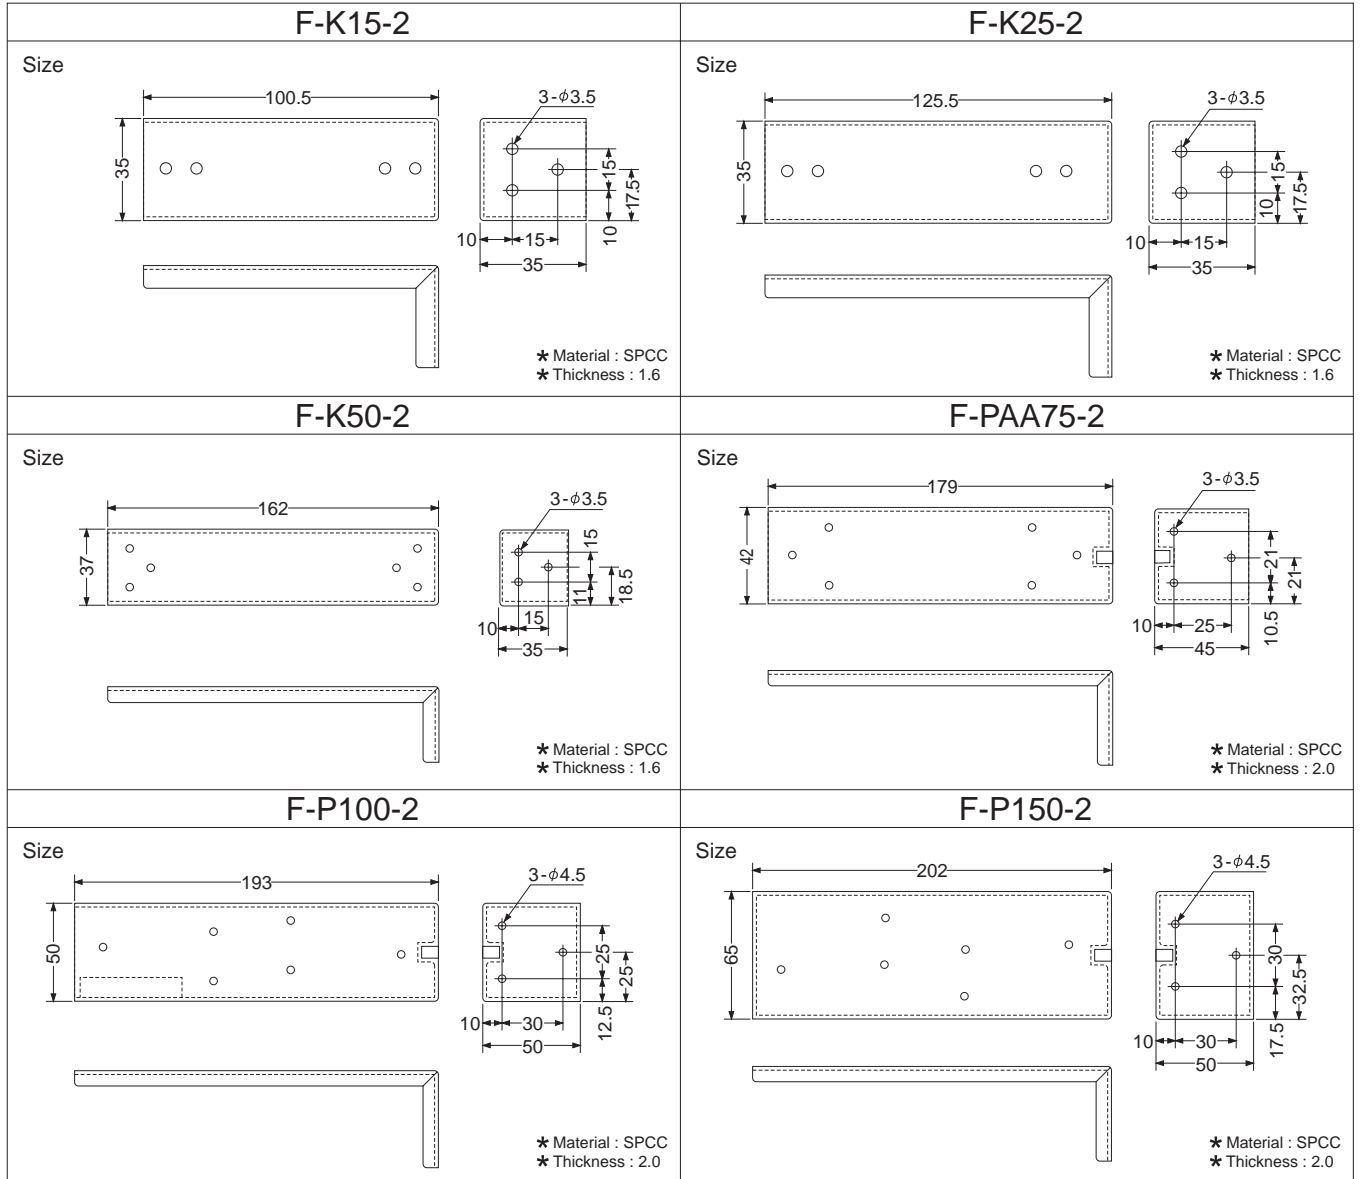 F-K15-2
Size
100.5
35
3-ϕ3.5
15
17.5
10
10
15
35
★ Material : SPCC
★ Thickness : 1.6
F-K25-2
Size
125.5
35
3-ϕ3.5
15
17.5
10
10
15
35
★ Material : SPCC
★ Thickness : 1.6
F-K50-2
Size
162
37
3-ϕ3.5
15
18.5
11
10
15
35
★ Material : SPCC
★ Thickness : 1.6
F-PAA75-2
Size
179
42
3-ϕ3.5
21
21
10.5
10
25
45
★ Material : SPCC
★ Thickness : 2.0
F-P100-2
Size
193
50
3-ϕ4.5
25
25
12.5
10
30
50
★ Material : SPCC
★ Thickness : 2.0
F-P150-2
Size
202
65
3-ϕ4.5
30
32.5
17.5
10
30
50
★ Material : SPCC
★ Thickness : 2.0